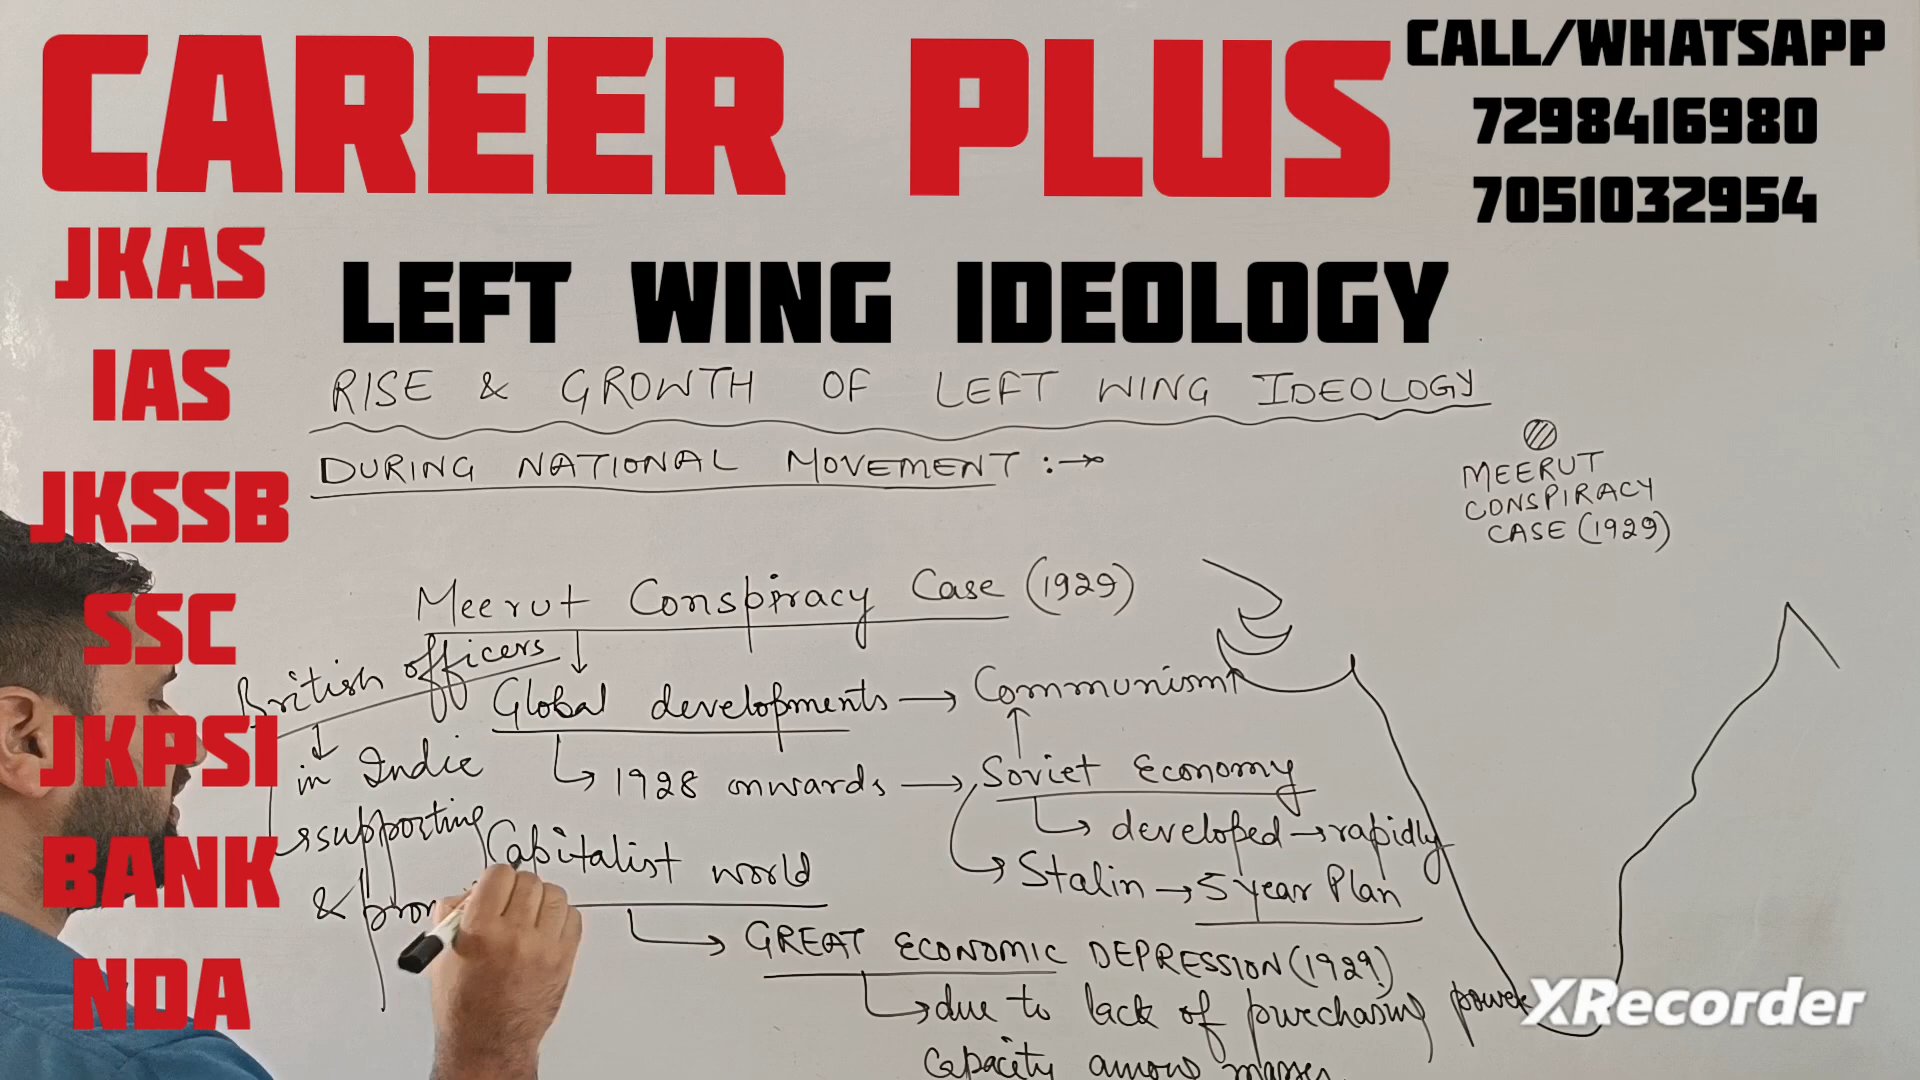 CAREER PLUS
CALL/WHATSAPP
7298416980
7051032954
JKAS
IAS
JKSSB
SSC
JKPSI
BANK
NDA
LEFT WING IDEOLOGY
RISE & GROWTH OF LEFT WING IDEOLOGY
DURING NATIONAL MOVEMENT :→
MEERUT
CONSPIRACY
CASE (1929)
Meerut Conspiracy Case (1929)
British officers
↓
in India
supporting
&
Global developments → Communism
↳ 1928 onwards → Soviet Economy
↳ developed → rapidly
↳ Stalin → 5 year Plan
Capitalist world
↳ GREAT ECONOMIC DEPRESSION (1929)
↳ due to lack of purchasing power
capacity among masses
XRecorder